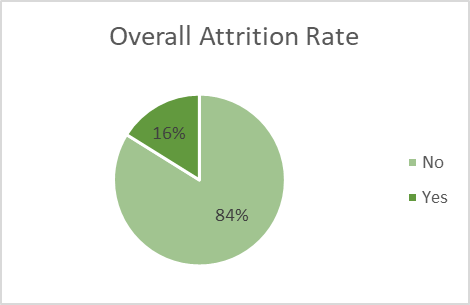 Overall Attrition Rate
16%
84%
No
Yes